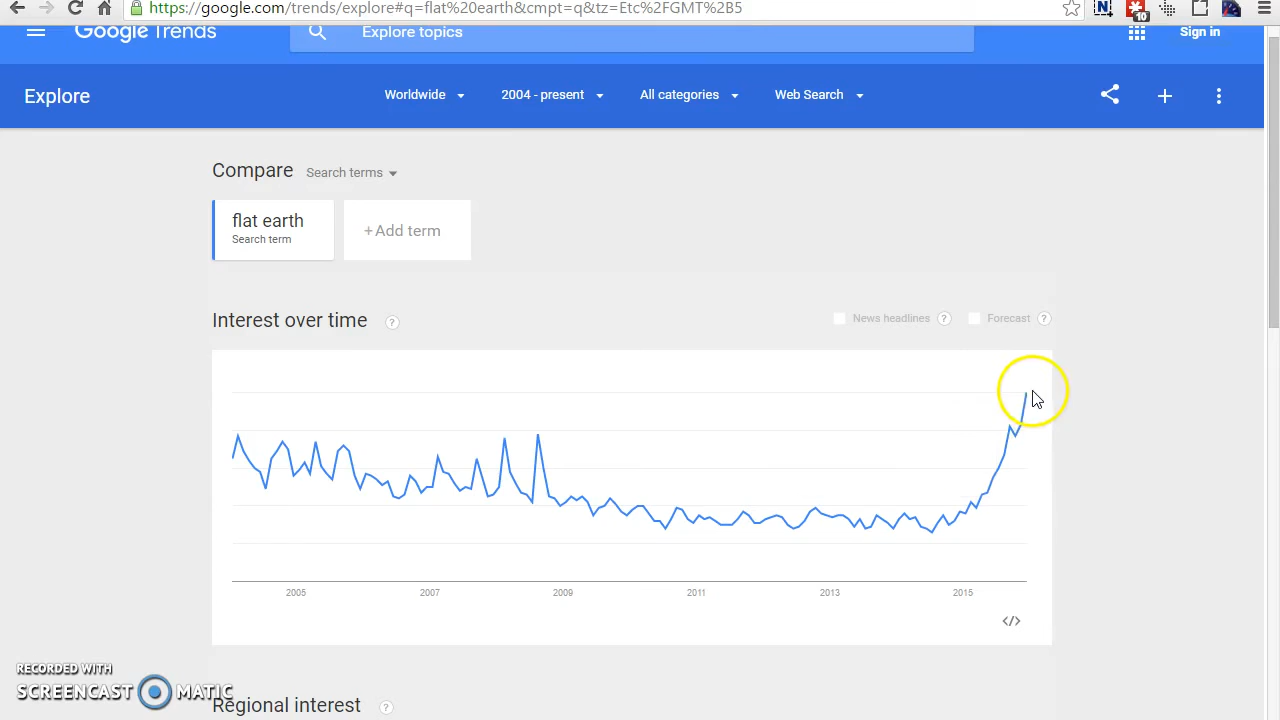 https://google.com/trends/explore#q=flat%20earth&cmpt=q&tz=Etc%2FGMT%2B5
10
Google Trends
Explore topics
Sign in
Explore
Worldwide
2004 - present
All categories
Web Search
Compare
Search terms
flat earth
Search term
+Add term
Interest over time
?
News headlines
?
Forecast
?
2005
2007
2009
2011
2013
2015
</>
RECORDED WITH
SCREENCAST MATIC
Regional interest
?